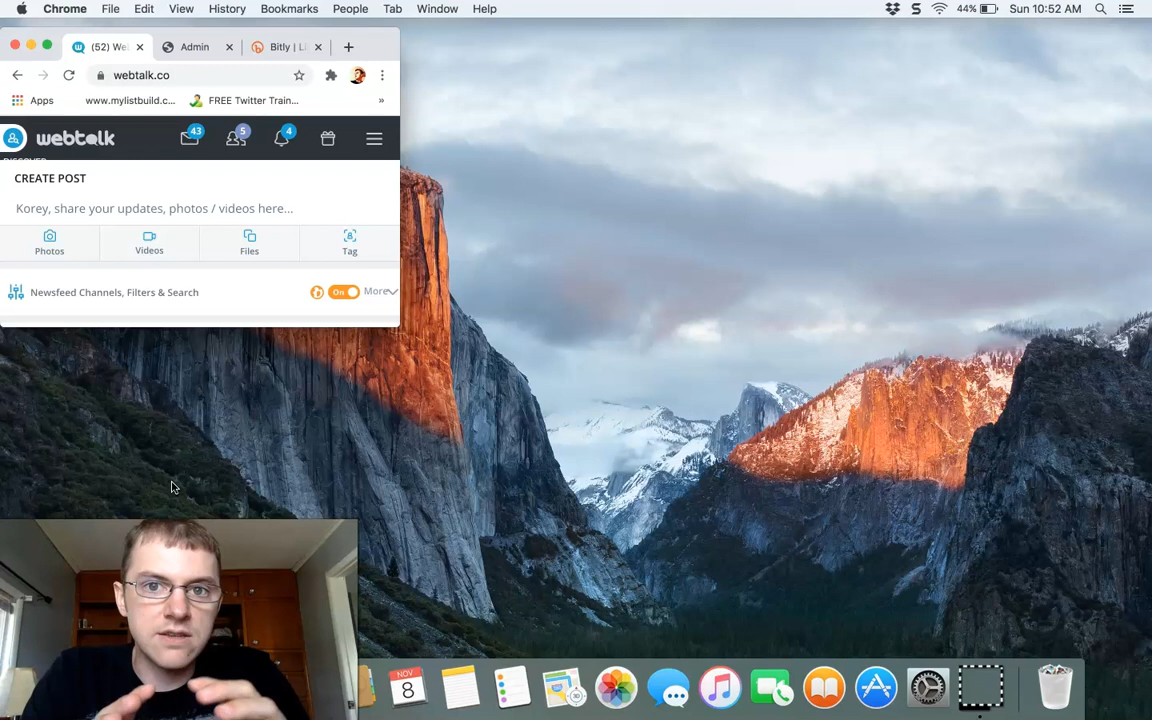 Chrome File Edit View History Bookmarks People Tab Window Help 44% Sun 10:52 AM
(52) We Admin Bitly | Li
webtalk.co
Apps www.mylistbuild.c... FREE Twitter Train... »
webtalk 43 5 4
DISCOVER
CREATE POST
Korey, share your updates, photos / videos here...
Photos Videos Files Tag
Newsfeed Channels, Filters & Search On More
NOV
8